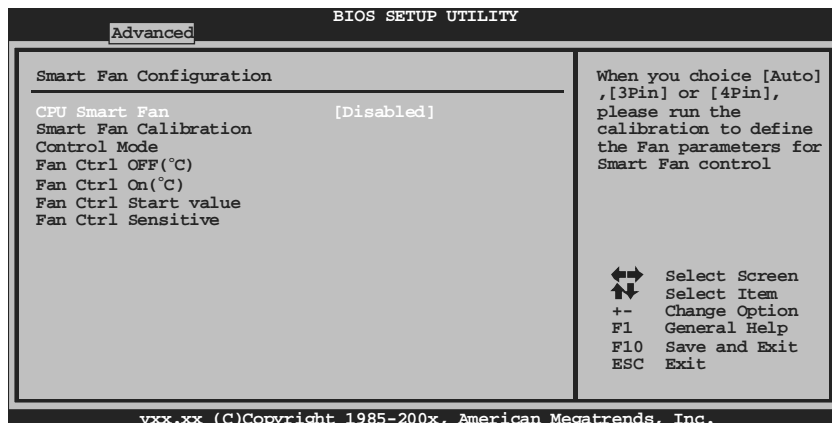 BIOS SETUP UTILITY
Advanced
Smart Fan Configuration
CPU Smart Fan [Disabled]
Smart Fan Calibration
Control Mode
Fan Ctrl OFF(°C)
Fan Ctrl On(°C)
Fan Ctrl Start value
Fan Ctrl Sensitive
When you choice [Auto]
,[3Pin] or [4Pin],
please run the
calibration to define
the Fan parameters for
Smart Fan control
Select Screen
Select Item
+- Change Option
F1 General Help
F10 Save and Exit
ESC Exit
vxx.xx (C)Copyright 1985-200x, American Megatrends, Inc.